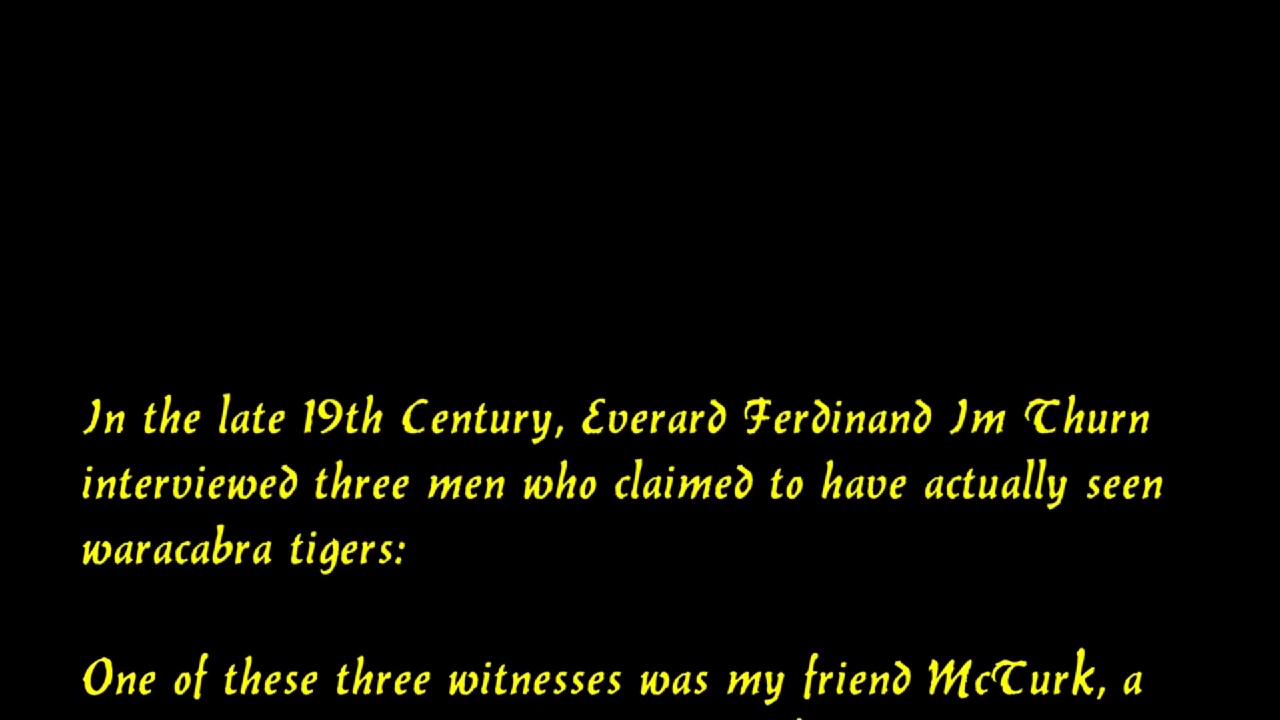 In the late 19th Century, Everard Ferdinand Im Thurn
interviewed three men who claimed to have actually seen
waracabra tigers:
One of these three witnesses was my friend McTurk, a